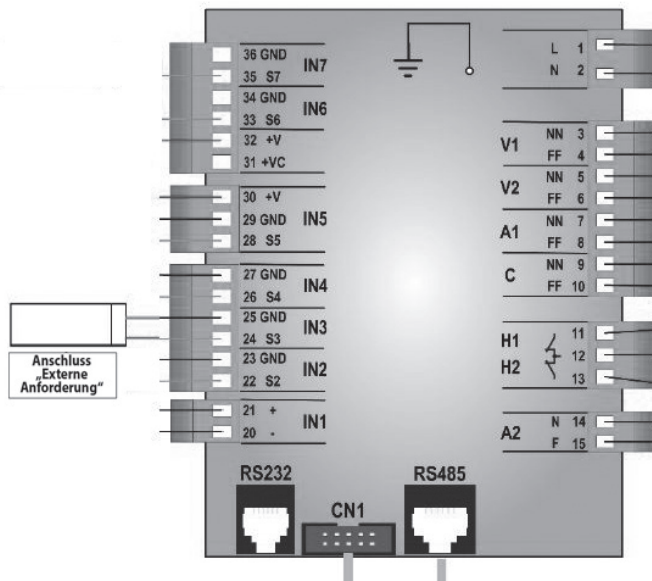 36 GND
IN7
35 S7
34 GND
IN6
33 S6
32 +V
31 +VC
30 +V
29 GND
IN5
28 S5
27 GND
IN4
26 S4
25 GND
IN3
24 S3
23 GND
IN2
22 S2
21 +
IN1
20 -
Anschluss
„Externe
Anforderung“
L 1
N 2
NN 3
V1
FF 4
NN 5
V2
FF 6
NN 7
A1
FF 8
NN 9
C
FF 10
H1
11
12
H2
13
N 14
A2
F 15
RS232
CN1
RS485